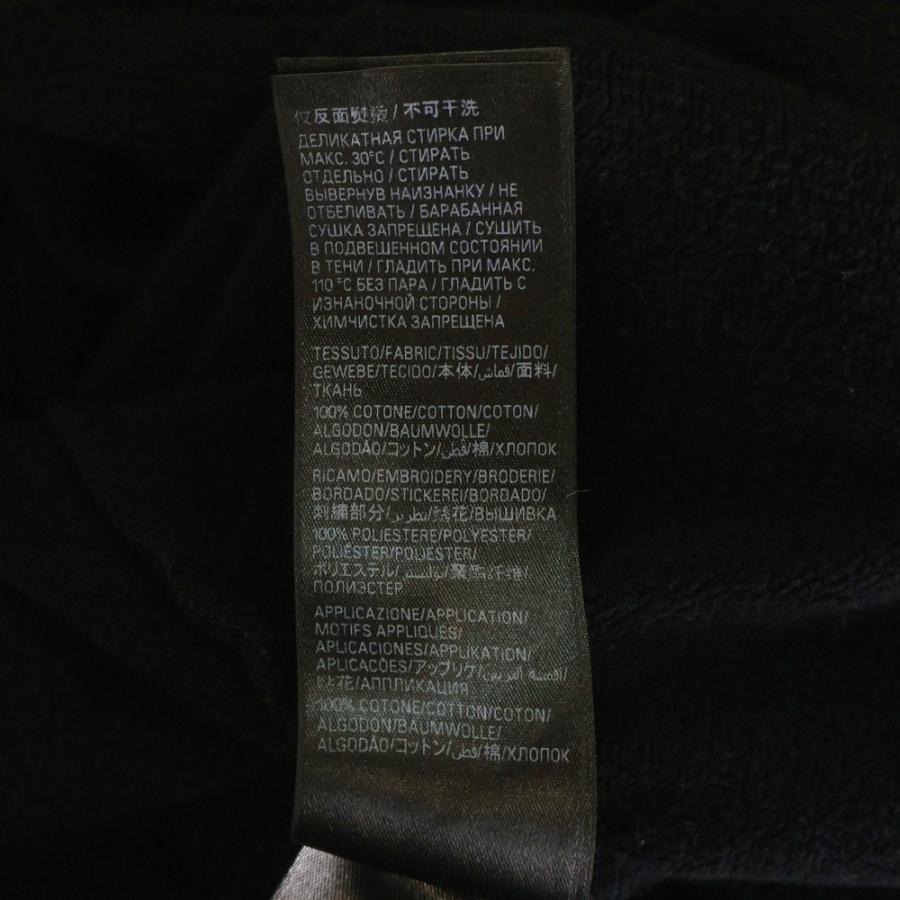 仅反面熨烫 / 不可干洗
ДЕЛИКАТНАЯ СТИРКА ПРИ
МАКС. 30°C / СТИРАТЬ
ОТДЕЛЬНО / СТИРАТЬ
ВЫВЕРНУВ НАИЗНАНКУ / НЕ
ОТБЕЛИВАТЬ / БАРАБАННАЯ
СУШКА ЗАПРЕЩЕНА / СУШИТЬ
В ПОДВЕШЕННОМ СОСТОЯНИИ
В ТЕНИ / ГЛАДИТЬ ПРИ МАКС.
110 °C БЕЗ ПАРА / ГЛАДИТЬ С
ИЗНАНОЧНОЙ СТОРОНЫ /
ХИМЧИСТКА ЗАПРЕЩЕНА
TESSUTO/FABRIC/TISSU/TEJIDO/
GEWEBE/TECIDO/本体/قماش/面料/
ТКАНЬ
100% COTONE/COTTON/COTON/
ALGODON/BAUMWOLLE/
ALGODÃO/コットン/قطن/棉/ХЛОПОК
RICAMO/EMBROIDERY/BRODERIE/
BORDADO/STICKEREI/BORDADO/
刺繍部分/تطريز/绣花/ВЫШИВКА
100% POLIESTERE/POLYESTER/
POLIÉSTER/POLIESTER/
ポリエステル/بوليستر/聚酯纤维/
ПОЛИЭСТЕР
APPLICAZIONE/APPLICATION/
MOTIFS APPLIQUÉS/
APLICACIONES/APPLIKATION/
APLICACÕES/アップリケ/اقمشة التزيين/
贴花/АППЛИКАЦИЯ
100% COTONE/COTTON/COTON/
ALGODON/BAUMWOLLE/
ALGODÃO/コットン/قطن/棉/ХЛОПОК